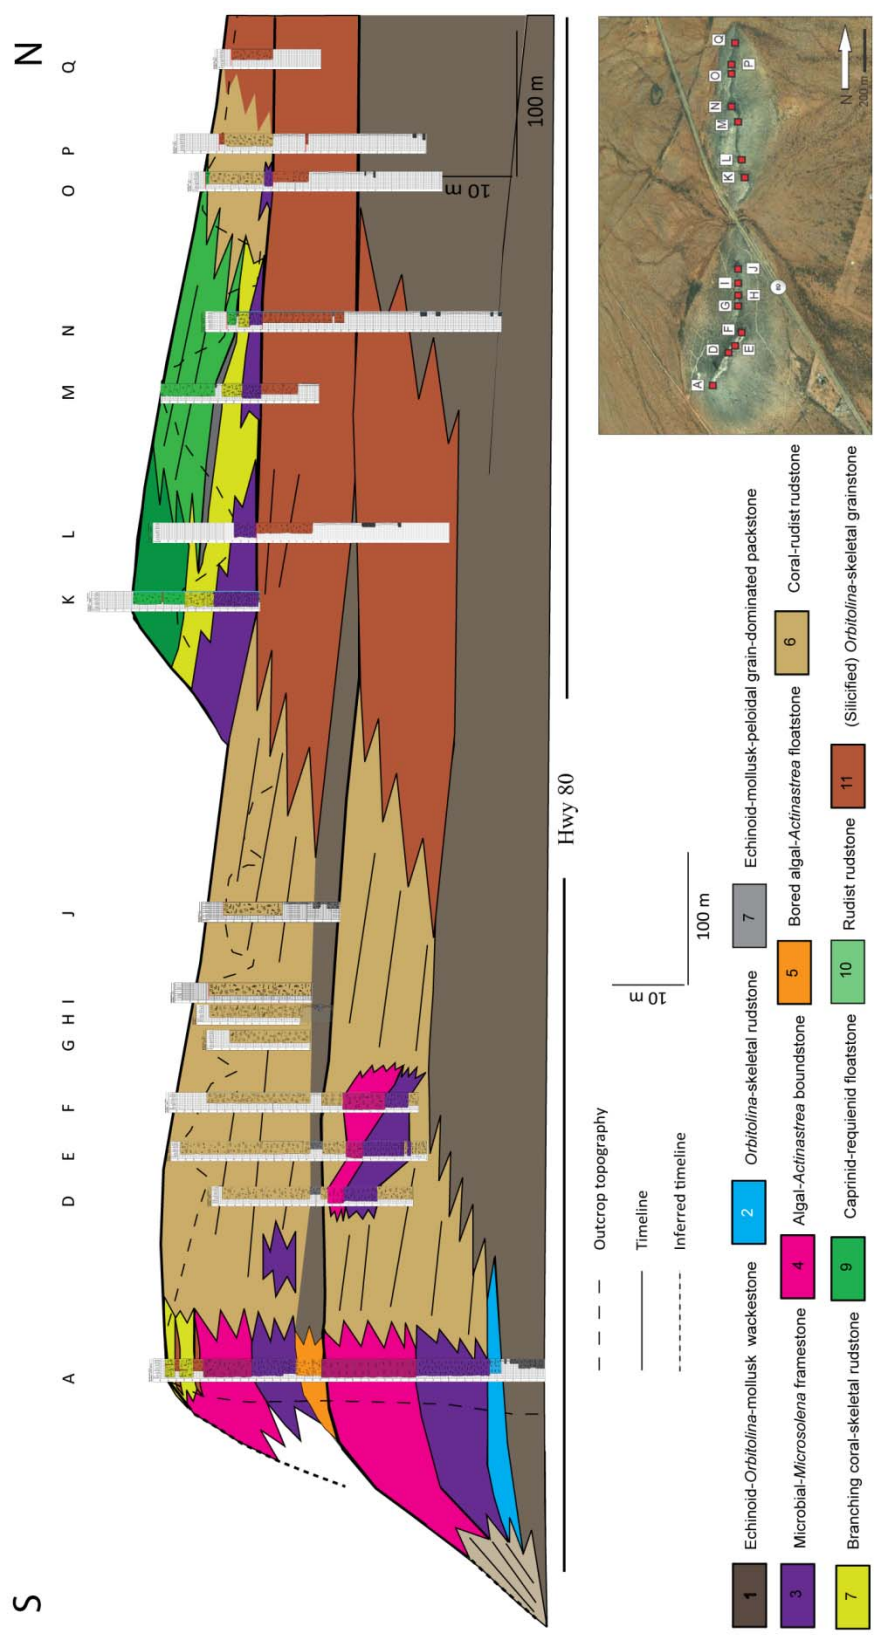 S
N
A
D
E
F
G
H
I
J
K
L
M
N
O
P
Q
10 m
100 m
Hwy 80
10 m
100 m
Outcrop topography
Timeline
Inferred timeline
A
D
E
F
G
H
I
J
K
L
M
N
O
P
Q
80
N
200 m
1 Echinoid-Orbitolina-mollusk wackestone
2 Orbitolina-skeletal rudstone
7 Echinoid-mollusk-peloidal grain-dominated packstone
3 Microbial-Microsolena framestone
4 Algal-Actinastrea boundstone
5 Bored algal-Actinastrea floatstone
6 Coral-rudist rudstone
7 Branching coral-skeletal rudstone
9 Caprinid-requienid floatstone
10 Rudist rudstone
11 (Silicified) Orbitolina-skeletal grainstone